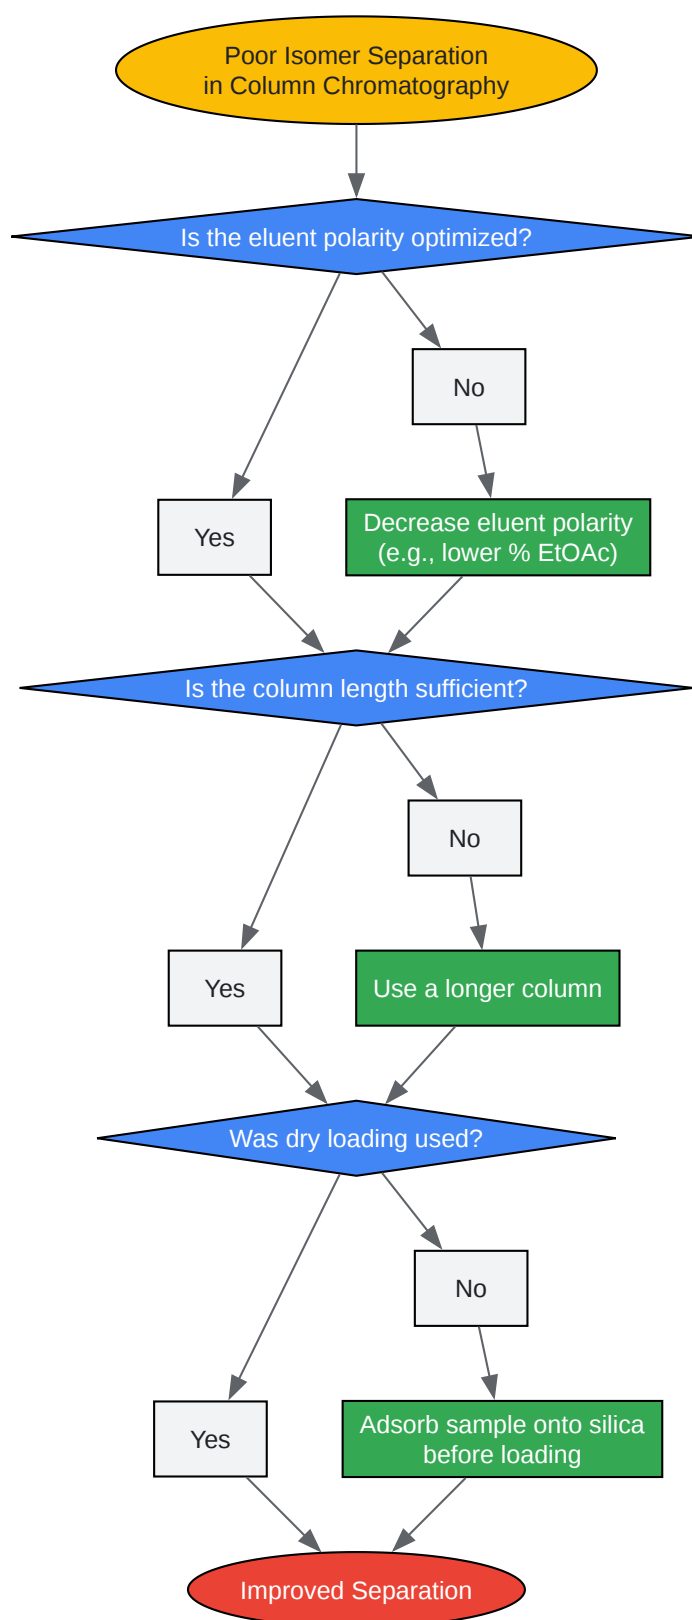 Poor Isomer Separation
in Column Chromatography
Is the eluent polarity optimized?
No
Yes
Decrease eluent polarity
(e.g., lower % EtOAc)
Is the column length sufficient?
No
Yes
Use a longer column
Was dry loading used?
No
Yes
Adsorb sample onto silica
before loading
Improved Separation